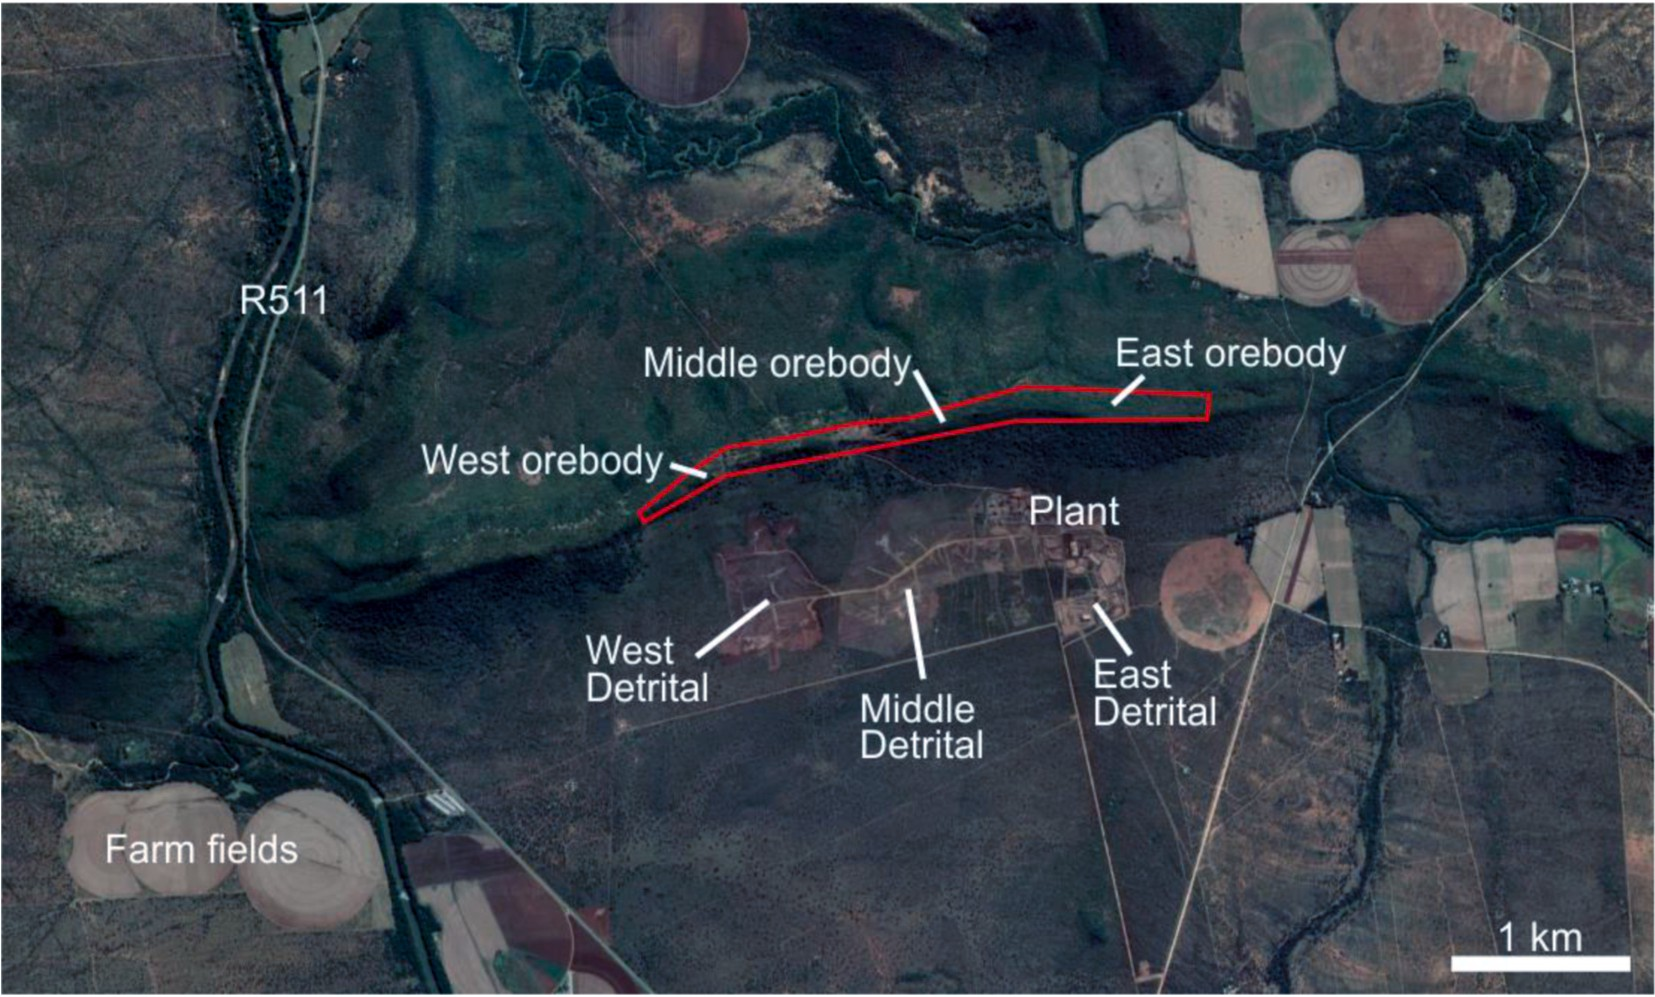 R511
Middle orebody
East orebody
West orebody
Plant
West
Detrital
Middle
Detrital
East
Detrital
Farm fields
1 km